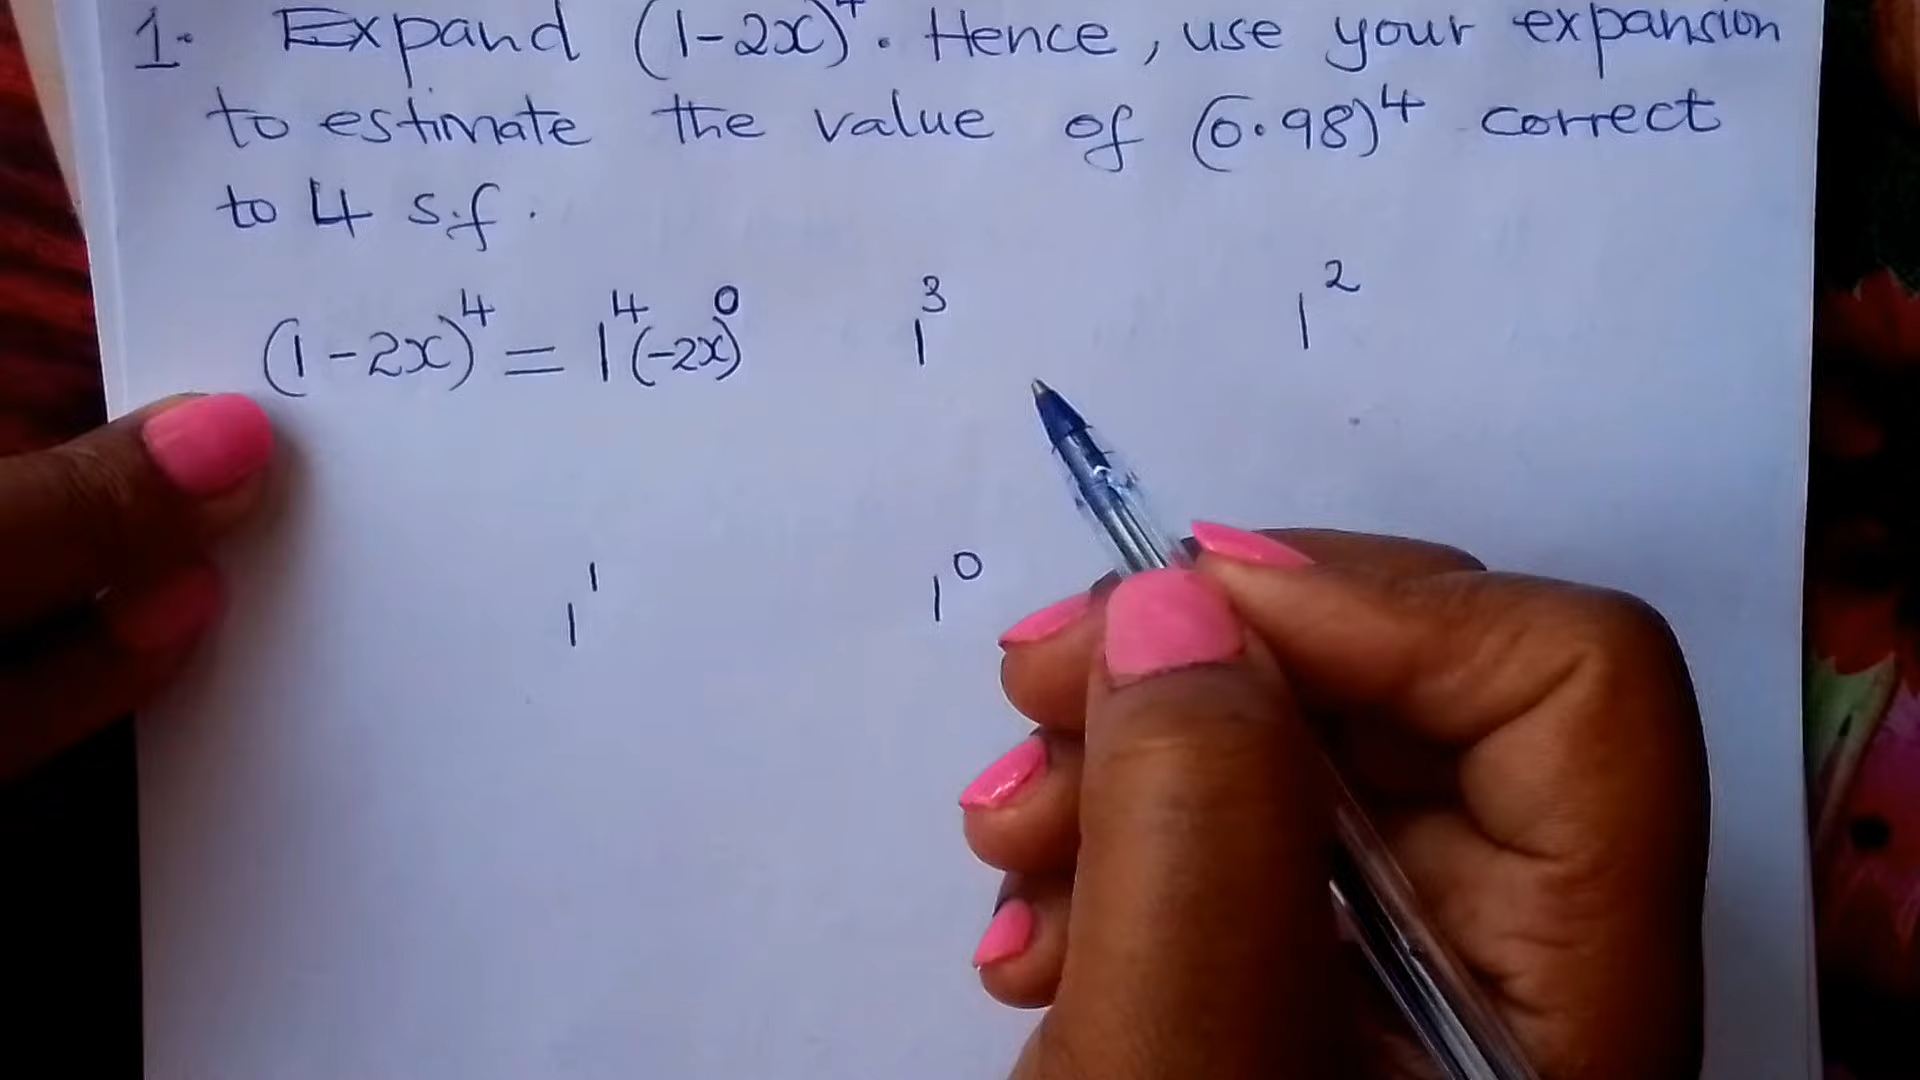 1. Expand (1-2x)⁴. Hence, use your expansion
to estimate the value of (0.98)⁴ correct
to 4 s.f.
(1-2x)⁴ = 1⁴(-2x)⁰ 1³ 1²
1¹ 1⁰